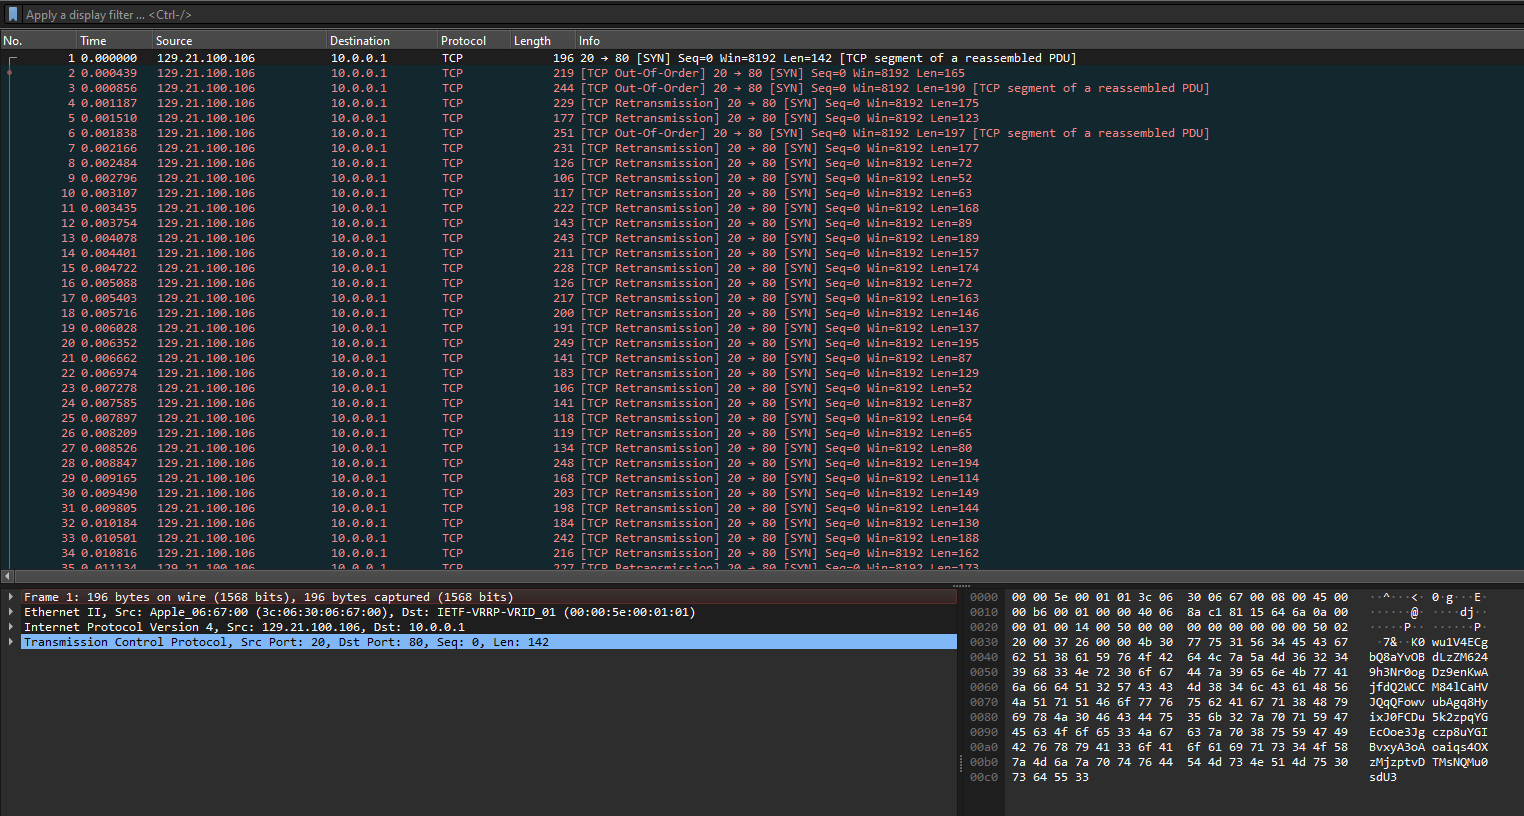 Apply a display filter ... <Ctrl-/>
No. Time Source Destination Protocol Length Info
1 0.000000 129.21.100.106 10.0.0.1 TCP 196 20 → 80 [SYN] Seq=0 Win=8192 Len=142 [TCP segment of a reassembled PDU]
2 0.000439 129.21.100.106 10.0.0.1 TCP 219 [TCP Out-Of-Order] 20 → 80 [SYN] Seq=0 Win=8192 Len=165
3 0.000856 129.21.100.106 10.0.0.1 TCP 244 [TCP Out-Of-Order] 20 → 80 [SYN] Seq=0 Win=8192 Len=190 [TCP segment of a reassembled PDU]
4 0.001187 129.21.100.106 10.0.0.1 TCP 229 [TCP Retransmission] 20 → 80 [SYN] Seq=0 Win=8192 Len=175
5 0.001510 129.21.100.106 10.0.0.1 TCP 177 [TCP Retransmission] 20 → 80 [SYN] Seq=0 Win=8192 Len=123
6 0.001838 129.21.100.106 10.0.0.1 TCP 251 [TCP Out-Of-Order] 20 → 80 [SYN] Seq=0 Win=8192 Len=197 [TCP segment of a reassembled PDU]
7 0.002166 129.21.100.106 10.0.0.1 TCP 231 [TCP Retransmission] 20 → 80 [SYN] Seq=0 Win=8192 Len=177
8 0.002484 129.21.100.106 10.0.0.1 TCP 126 [TCP Retransmission] 20 → 80 [SYN] Seq=0 Win=8192 Len=72
9 0.002796 129.21.100.106 10.0.0.1 TCP 106 [TCP Retransmission] 20 → 80 [SYN] Seq=0 Win=8192 Len=52
10 0.003107 129.21.100.106 10.0.0.1 TCP 117 [TCP Retransmission] 20 → 80 [SYN] Seq=0 Win=8192 Len=63
11 0.003435 129.21.100.106 10.0.0.1 TCP 222 [TCP Retransmission] 20 → 80 [SYN] Seq=0 Win=8192 Len=168
12 0.003754 129.21.100.106 10.0.0.1 TCP 143 [TCP Retransmission] 20 → 80 [SYN] Seq=0 Win=8192 Len=89
13 0.004078 129.21.100.106 10.0.0.1 TCP 243 [TCP Retransmission] 20 → 80 [SYN] Seq=0 Win=8192 Len=189
14 0.004401 129.21.100.106 10.0.0.1 TCP 211 [TCP Retransmission] 20 → 80 [SYN] Seq=0 Win=8192 Len=157
15 0.004722 129.21.100.106 10.0.0.1 TCP 228 [TCP Retransmission] 20 → 80 [SYN] Seq=0 Win=8192 Len=174
16 0.005088 129.21.100.106 10.0.0.1 TCP 126 [TCP Retransmission] 20 → 80 [SYN] Seq=0 Win=8192 Len=72
17 0.005403 129.21.100.106 10.0.0.1 TCP 217 [TCP Retransmission] 20 → 80 [SYN] Seq=0 Win=8192 Len=163
18 0.005716 129.21.100.106 10.0.0.1 TCP 200 [TCP Retransmission] 20 → 80 [SYN] Seq=0 Win=8192 Len=146
19 0.006028 129.21.100.106 10.0.0.1 TCP 191 [TCP Retransmission] 20 → 80 [SYN] Seq=0 Win=8192 Len=137
20 0.006352 129.21.100.106 10.0.0.1 TCP 249 [TCP Retransmission] 20 → 80 [SYN] Seq=0 Win=8192 Len=195
21 0.006662 129.21.100.106 10.0.0.1 TCP 141 [TCP Retransmission] 20 → 80 [SYN] Seq=0 Win=8192 Len=87
22 0.006974 129.21.100.106 10.0.0.1 TCP 183 [TCP Retransmission] 20 → 80 [SYN] Seq=0 Win=8192 Len=129
23 0.007278 129.21.100.106 10.0.0.1 TCP 106 [TCP Retransmission] 20 → 80 [SYN] Seq=0 Win=8192 Len=52
24 0.007585 129.21.100.106 10.0.0.1 TCP 141 [TCP Retransmission] 20 → 80 [SYN] Seq=0 Win=8192 Len=87
25 0.007897 129.21.100.106 10.0.0.1 TCP 118 [TCP Retransmission] 20 → 80 [SYN] Seq=0 Win=8192 Len=64
26 0.008209 129.21.100.106 10.0.0.1 TCP 119 [TCP Retransmission] 20 → 80 [SYN] Seq=0 Win=8192 Len=65
27 0.008526 129.21.100.106 10.0.0.1 TCP 134 [TCP Retransmission] 20 → 80 [SYN] Seq=0 Win=8192 Len=80
28 0.008847 129.21.100.106 10.0.0.1 TCP 248 [TCP Retransmission] 20 → 80 [SYN] Seq=0 Win=8192 Len=194
29 0.009165 129.21.100.106 10.0.0.1 TCP 168 [TCP Retransmission] 20 → 80 [SYN] Seq=0 Win=8192 Len=114
30 0.009490 129.21.100.106 10.0.0.1 TCP 203 [TCP Retransmission] 20 → 80 [SYN] Seq=0 Win=8192 Len=149
31 0.009805 129.21.100.106 10.0.0.1 TCP 198 [TCP Retransmission] 20 → 80 [SYN] Seq=0 Win=8192 Len=144
32 0.010184 129.21.100.106 10.0.0.1 TCP 184 [TCP Retransmission] 20 → 80 [SYN] Seq=0 Win=8192 Len=130
33 0.010501 129.21.100.106 10.0.0.1 TCP 242 [TCP Retransmission] 20 → 80 [SYN] Seq=0 Win=8192 Len=188
34 0.010816 129.21.100.106 10.0.0.1 TCP 216 [TCP Retransmission] 20 → 80 [SYN] Seq=0 Win=8192 Len=162
35 0.011134 129.21.100.106 10.0.0.1 TCP 227 [TCP Retransmission] 20 → 80 [SYN] Seq=0 Win=8192 Len=173
Frame 1: 196 bytes on wire (1568 bits), 196 bytes captured (1568 bits)
Ethernet II, Src: Apple_06:67:00 (3c:06:30:06:67:00), Dst: IETF-VRRP-VRID_01 (00:00:5e:00:01:01)
Internet Protocol Version 4, Src: 129.21.100.106, Dst: 10.0.0.1
Transmission Control Protocol, Src Port: 20, Dst Port: 80, Seq: 0, Len: 142
0000 00 00 5e 00 01 01 3c 06 30 06 67 00 08 00 45 00 ··^···<· 0·g···E·
0010 00 b6 00 01 00 00 40 06 8a c1 81 15 64 6a 0a 00 ······@· ····dj··
0020 00 01 00 14 00 50 00 00 00 00 00 00 00 00 50 02 ·····P·· ······P·
0030 20 00 37 26 00 00 4b 30 77 75 31 56 34 45 43 67 ·7&··K0 wu1V4ECg
0040 62 51 38 61 59 76 4f 42 64 4c 7a 5a 4d 36 32 34 bQ8aYvOB dLzZM624
0050 39 68 33 4e 72 30 6f 67 44 7a 39 65 6e 4b 77 41 9h3Nr0og Dz9enKwA
0060 6a 66 64 51 32 57 43 43 4d 38 34 6c 43 61 48 56 jfdQ2WCC M84lCaHV
0070 4a 51 71 51 46 6f 77 76 75 62 41 67 71 38 48 79 JQqQFowv ubAgq8Hy
0080 69 78 4a 30 46 43 44 75 35 6b 32 7a 70 71 59 47 ixJ0FCDu 5k2zpqYG
0090 45 63 4f 6f 65 33 4a 67 63 7a 70 38 75 59 47 49 EcOoe3Jg czp8uYGI
00a0 42 76 78 79 41 33 6f 41 6f 61 69 71 73 34 4f 58 BvxyA3oA oaiqs4OX
00b0 7a 4d 6a 7a 70 74 76 44 54 4d 73 4e 51 4d 75 30 zMjzptvD TMsNQMu0
00c0 73 64 55 33 sdU3